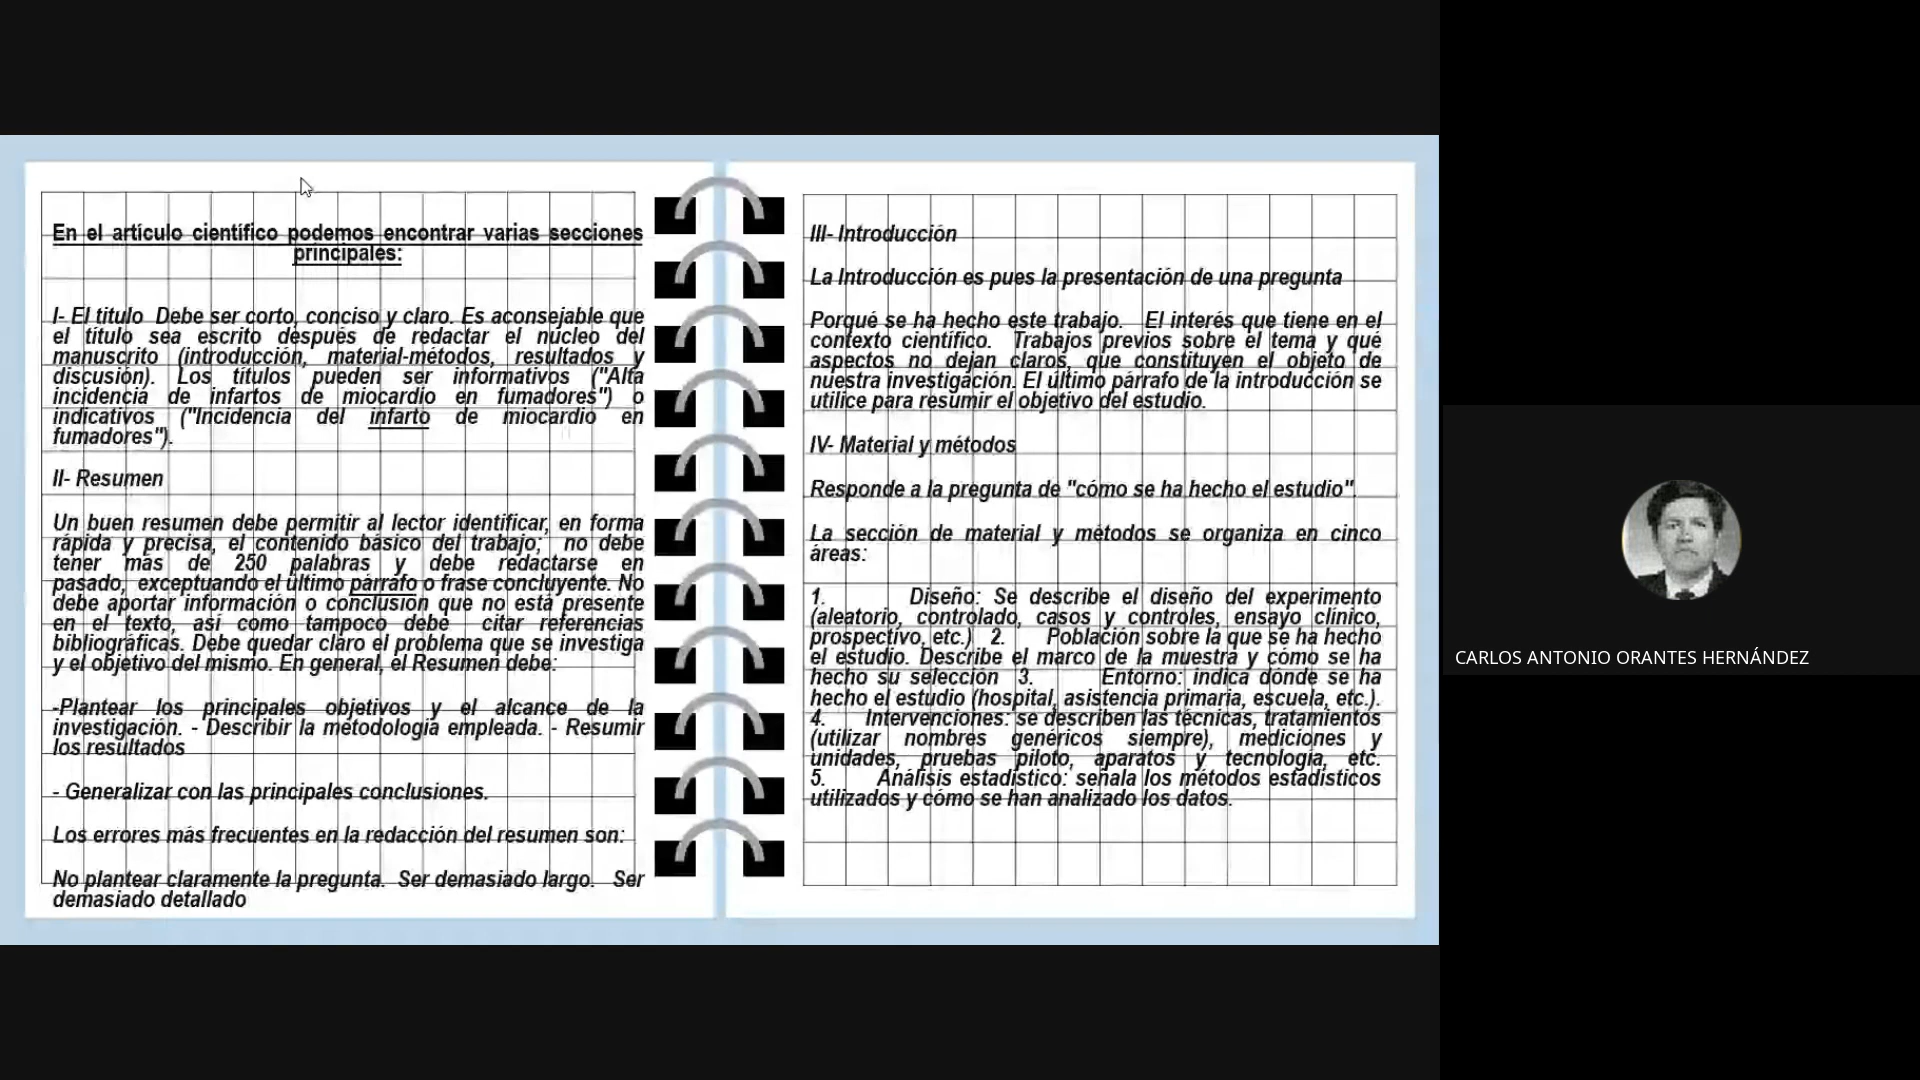 En el artículo científico podemos encontrar varias secciones
principales:
I- El titulo  Debe ser corto, conciso y claro. Es aconsejable que
el título sea escrito después de redactar el núcleo del
manuscrito (introducción, material-métodos, resultados y
discusión). Los títulos pueden ser informativos ("Alta
incidencia de infartos de miocardio en fumadores") o
indicativos ("Incidencia del infarto de miocardio en
fumadores").
II- Resumen
Un buen resumen debe permitir al lector identificar, en forma
rápida y precisa, el contenido básico del trabajo;  no debe
tener más de 250 palabras y debe redactarse en
pasado, exceptuando el último párrafo o frase concluyente. No
debe aportar información o conclusión que no está presente
en el texto, así como tampoco debe  citar referencias
bibliográficas. Debe quedar claro el problema que se investiga
y el objetivo del mismo. En general, el Resumen debe:
-Plantear los principales objetivos y el alcance de la
investigación. - Describir la metodología empleada. - Resumir
los resultados
- Generalizar con las principales conclusiones.
Los errores más frecuentes en la redacción del resumen son:
No plantear claramente la pregunta.  Ser demasiado largo.  Ser
demasiado detallado
III- Introducción
La Introducción es pues la presentación de una pregunta
Porqué se ha hecho este trabajo.  El interés que tiene en el
contexto científico.  Trabajos previos sobre el tema y qué
aspectos no dejan claros, que constituyen el objeto de
nuestra investigación. El último párrafo de la introducción se
utilice para resumir el objetivo del estudio.
IV- Material y métodos
Responde a la pregunta de "cómo se ha hecho el estudio".
La sección de material y métodos se organiza en cinco
áreas:
1. Diseño: Se describe el diseño del experimento
(aleatorio, controlado, casos y controles, ensayo clínico,
prospectivo, etc.)  2. Población sobre la que se ha hecho
el estudio. Describe el marco de la muestra y cómo se ha
hecho su selección  3. Entorno: indica dónde se ha
hecho el estudio (hospital, asistencia primaria, escuela, etc.).
4. Intervenciones: se describen las técnicas, tratamientos
(utilizar nombres genéricos siempre), mediciones y
unidades, pruebas piloto, aparatos y tecnología, etc.
5. Análisis estadístico: señala los métodos estadísticos
utilizados y cómo se han analizado los datos.
CARLOS ANTONIO ORANTES HERNÁNDEZ